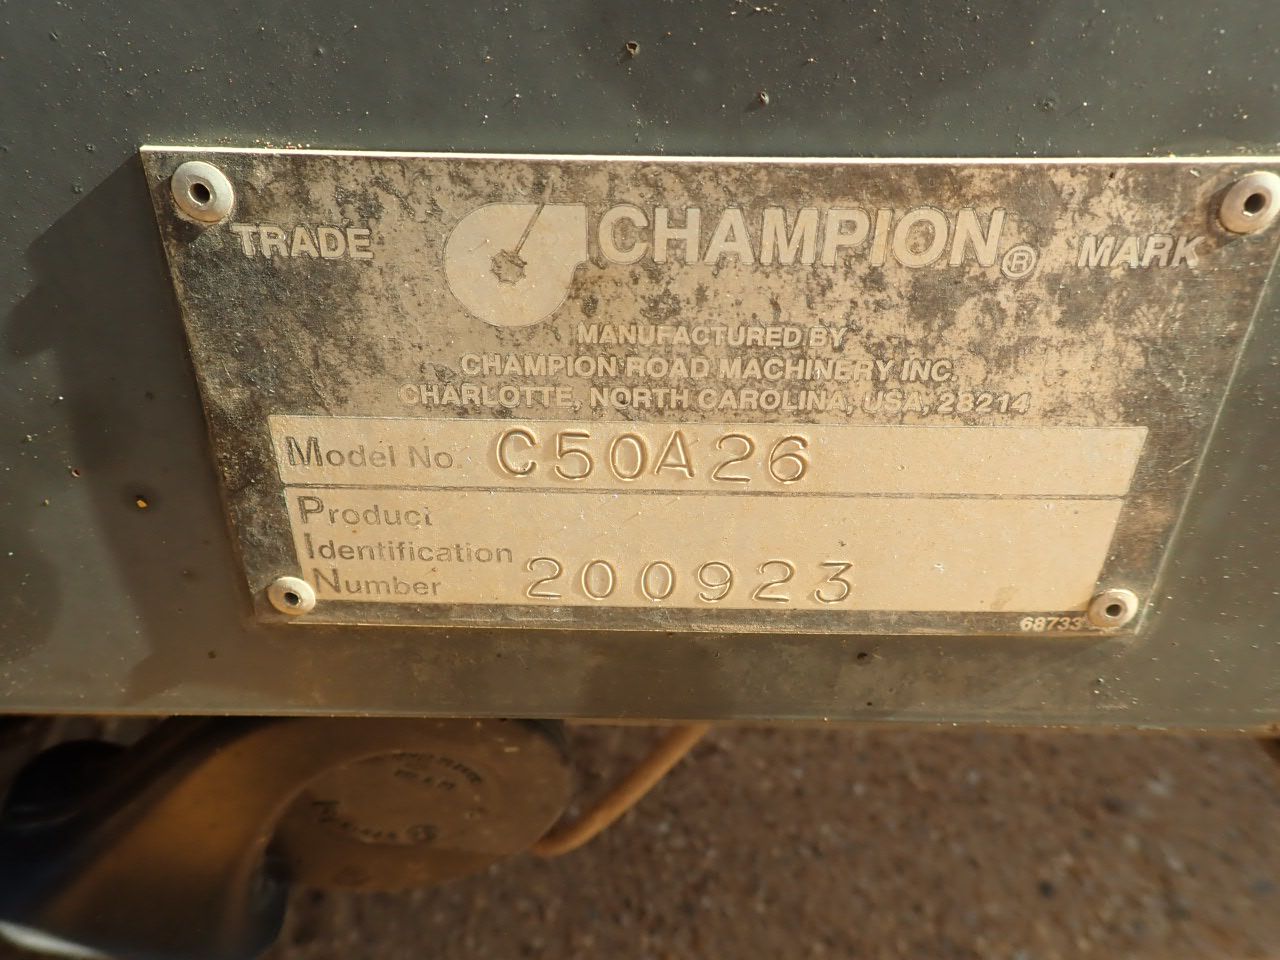 TRADE CHAMPION® MARK
MANUFACTURED BY
CHAMPION ROAD MACHINERY INC
CHARLOTTE, NORTH CAROLINA, USA, 28214
Model No. C50A26
Product
Identification
Number 200923
68733